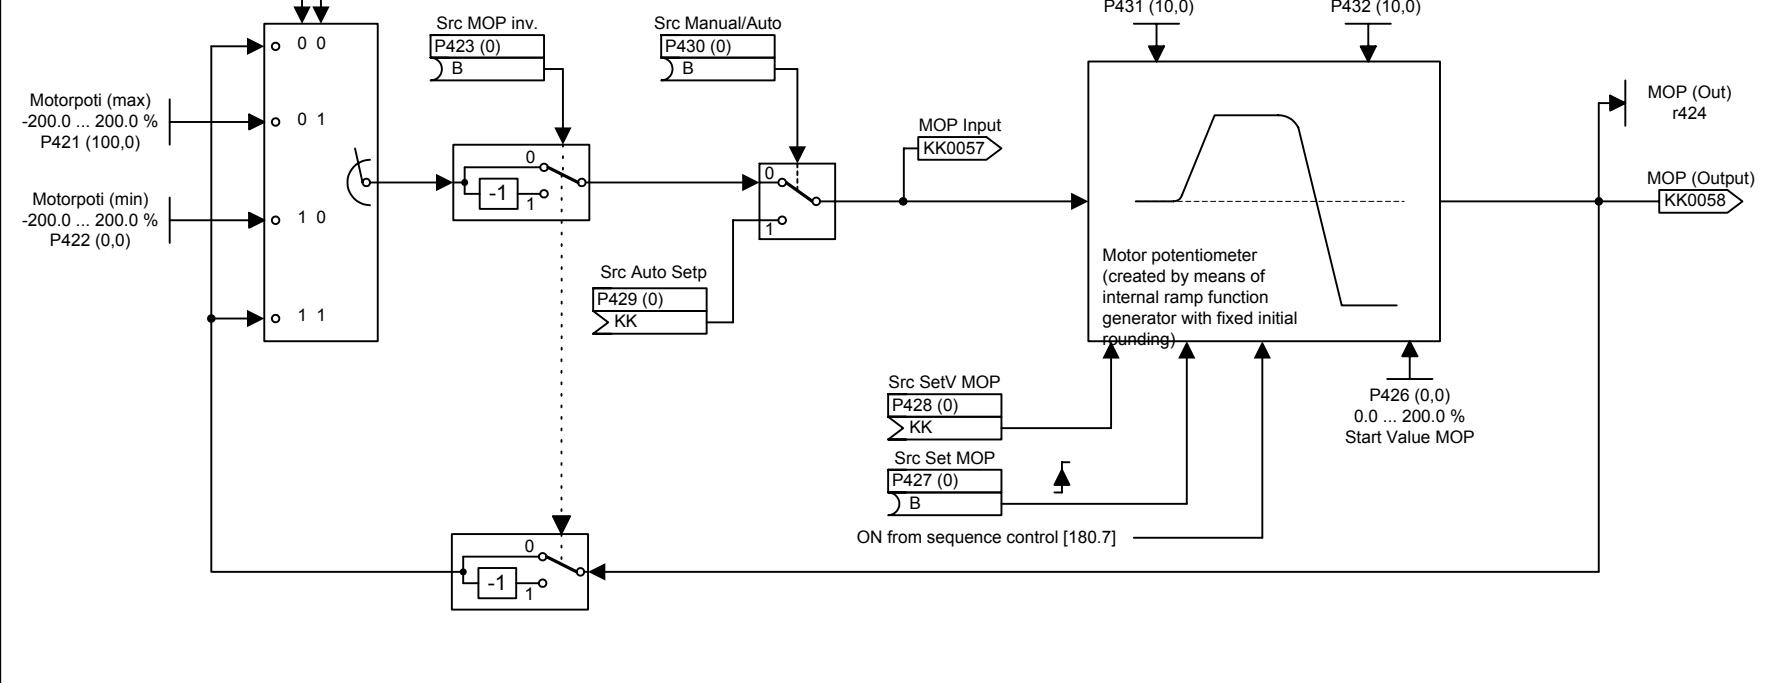 P431 (10,0)
P432 (10,0)
Src MOP inv.
P423 (0)
B
Src Manual/Auto
P430 (0)
B
0 0
0 1
1 0
1 1
Motorpoti (max)
-200.0 ... 200.0 %
P421 (100,0)
Motorpoti (min)
-200.0 ... 200.0 %
P422 (0,0)
0
-1
1
0
1
MOP Input
KK0057
MOP (Out)
r424
MOP (Output)
KK0058
Src Auto Setp
P429 (0)
KK
Motor potentiometer
(created by means of
internal ramp function
generator with fixed initial
rounding)
Src SetV MOP
P428 (0)
KK
Src Set MOP
P427 (0)
B
ON from sequence control [180.7]
P426 (0,0)
0.0 ... 200.0 %
Start Value MOP
0
-1
1